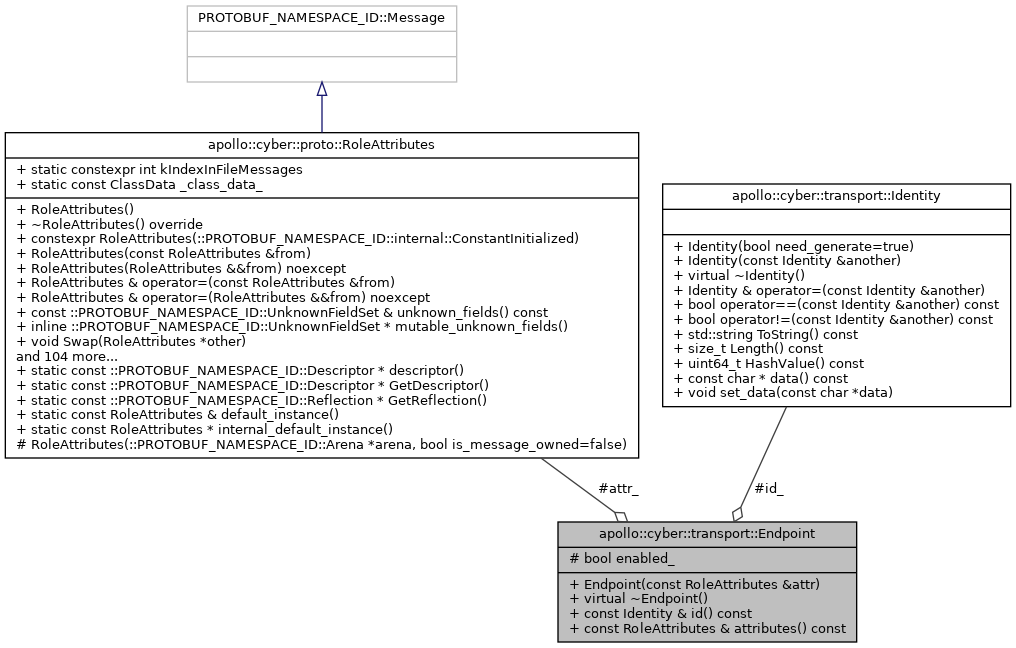 PROTOBUF_NAMESPACE_ID::Message
apollo::cyber::proto::RoleAttributes
+ static constexpr int kIndexInFileMessages
+ static const ClassData _class_data_
+ RoleAttributes()
+ ~RoleAttributes() override
+ constexpr RoleAttributes(::PROTOBUF_NAMESPACE_ID::internal::ConstantInitialized)
+ RoleAttributes(const RoleAttributes &from)
+ RoleAttributes(RoleAttributes &&from) noexcept
+ RoleAttributes & operator=(const RoleAttributes &from)
+ RoleAttributes & operator=(RoleAttributes &&from) noexcept
+ const ::PROTOBUF_NAMESPACE_ID::UnknownFieldSet & unknown_fields() const
+ inline ::PROTOBUF_NAMESPACE_ID::UnknownFieldSet * mutable_unknown_fields()
+ void Swap(RoleAttributes *other)
and 104 more...
+ static const ::PROTOBUF_NAMESPACE_ID::Descriptor * descriptor()
+ static const ::PROTOBUF_NAMESPACE_ID::Descriptor * GetDescriptor()
+ static const ::PROTOBUF_NAMESPACE_ID::Reflection * GetReflection()
+ static const RoleAttributes & default_instance()
+ static const RoleAttributes * internal_default_instance()
# RoleAttributes(::PROTOBUF_NAMESPACE_ID::Arena *arena, bool is_message_owned=false)
apollo::cyber::transport::Identity
+ Identity(bool need_generate=true)
+ Identity(const Identity &another)
+ virtual ~Identity()
+ Identity & operator=(const Identity &another)
+ bool operator==(const Identity &another) const
+ bool operator!=(const Identity &another) const
+ std::string ToString() const
+ size_t Length() const
+ uint64_t HashValue() const
+ const char * data() const
+ void set_data(const char *data)
#attr_
#id_
apollo::cyber::transport::Endpoint
# bool enabled_
+ Endpoint(const RoleAttributes &attr)
+ virtual ~Endpoint()
+ const Identity & id() const
+ const RoleAttributes & attributes() const